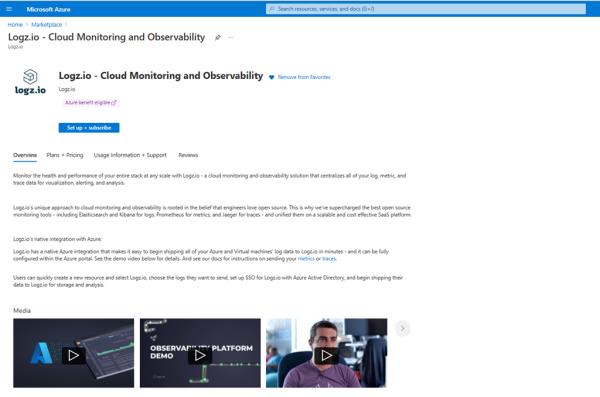 Microsoft Azure
Search resources, services, and docs (G+/)
Home > Marketplace >
Logz.io - Cloud Monitoring and Observability
Logz.io
logz.io
Logz.io - Cloud Monitoring and Observability
Remove from Favorites
Logz.io
Azure benefit eligible
Set up + subscribe
Overview Plans + Pricing Usage Information + Support Reviews
Monitor the health and performance of your entire stack at any scale with Logz.io - a cloud monitoring and observability solution that centralizes all of your log, metric, and
trace data for visualization, alerting, and analysis.
Logz.io's unique approach to cloud monitoring and observability is rooted in the belief that engineers love open source. This is why we've supercharged the best open source
monitoring tools - including Elasticsearch and Kibana for logs, Prometheus for metrics, and Jaeger for traces - and unified them on a scalable and cost effective SaaS platform.
Logz.io's native integration with Azure:
Logz.io has a native Azure integration that makes it easy to begin shipping all of your Azure and Virtual machines' log data to Logz.io in minutes - and it can be fully
configured within the Azure portal. See the demo video below for details. And see our docs for instructions on sending your metrics or traces.
Users can quickly create a new resource and select Logz.io, choose the logs they want to send, set up SSO for Logz.io with Azure Active Directory, and begin shipping their
data to Logz.io for storage and analysis.
Media
OBSERVABILITY PLATFORM
DEMO